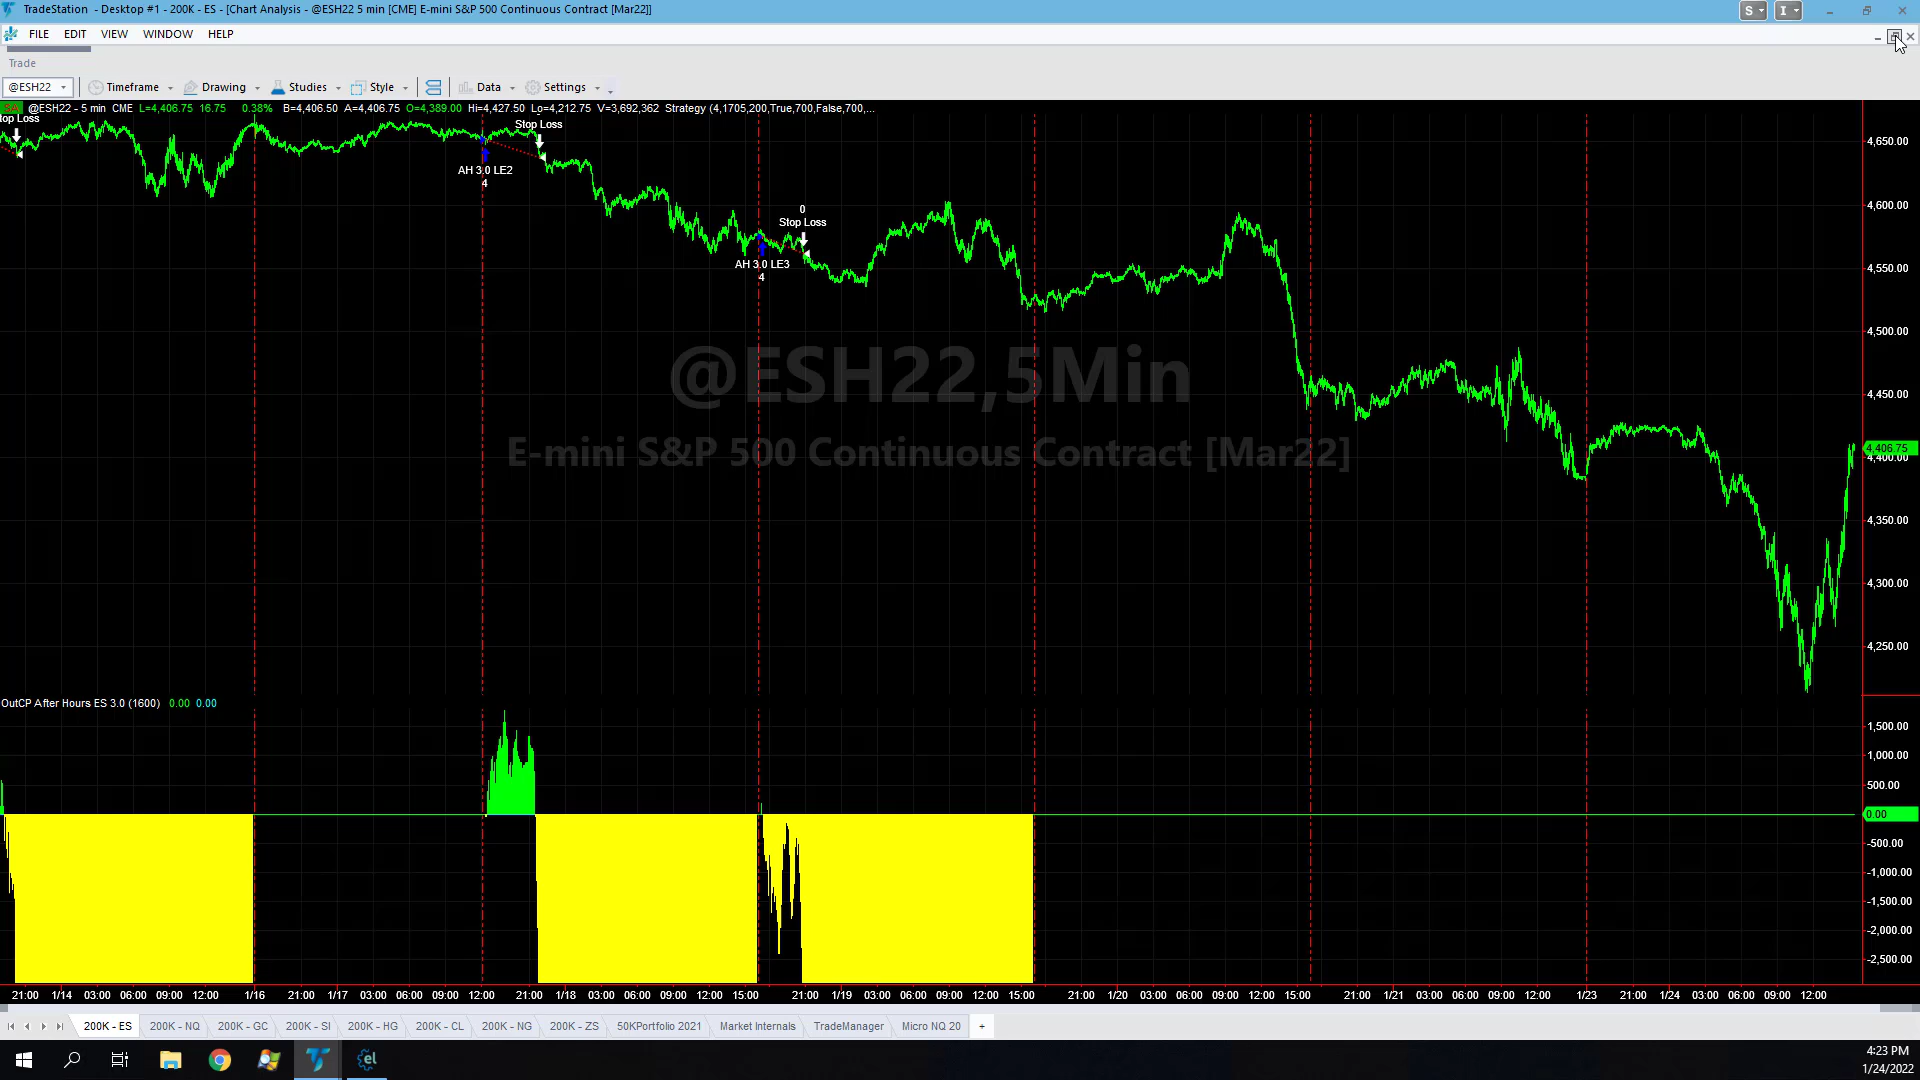 TradeStation - Desktop #1 - 200K - ES - [Chart Analysis - @ESH22 5 min [CME] E-mini S&P 500 Continuous Contract [Mar22]]
S
I
FILE EDIT VIEW WINDOW HELP
Trade
@ESH22 Timeframe Drawing Studies Style Data Settings
SA @ESH22 - 5 min CME L=4,406.75 16.75 0.38% B=4,406.50 A=4,406.75 O=4,389.00 Hi=4,427.50 Lo=4,212.75 V=3,692,362 Strategy (4,1705,200,True,700,False,700,...
top Loss
Stop Loss
AH 3.0 LE2
4
0
Stop Loss
AH 3.0 LE3
4
@ESH22,5Min
E-mini S&P 500 Continuous Contract [Mar22]
4,650.00
4,600.00
4,550.00
4,500.00
4,450.00
4,406.75
4,400.00
4,350.00
4,300.00
4,250.00
OutCP After Hours ES 3.0 (1600) 0.00 0.00
1,500.00
1,000.00
500.00
0.00
-500.00
-1,000.00
-1,500.00
-2,000.00
-2,500.00
21:00 1/14 03:00 06:00 09:00 12:00 1/16 21:00 1/17 03:00 06:00 09:00 12:00 21:00 1/18 03:00 06:00 09:00 12:00 15:00 21:00 1/19 03:00 06:00 09:00 12:00 15:00 21:00 1/20 03:00 06:00 09:00 12:00 15:00 21:00 1/21 03:00 06:00 09:00 12:00 1/23 21:00 1/24 03:00 06:00 09:00 12:00
200K - ES 200K - NQ 200K - GC 200K - SI 200K - HG 200K - CL 200K - NG 200K - ZS 50KPortfolio 2021 Market Internals TradeManager Micro NQ 20 +
el
4:23 PM
1/24/2022